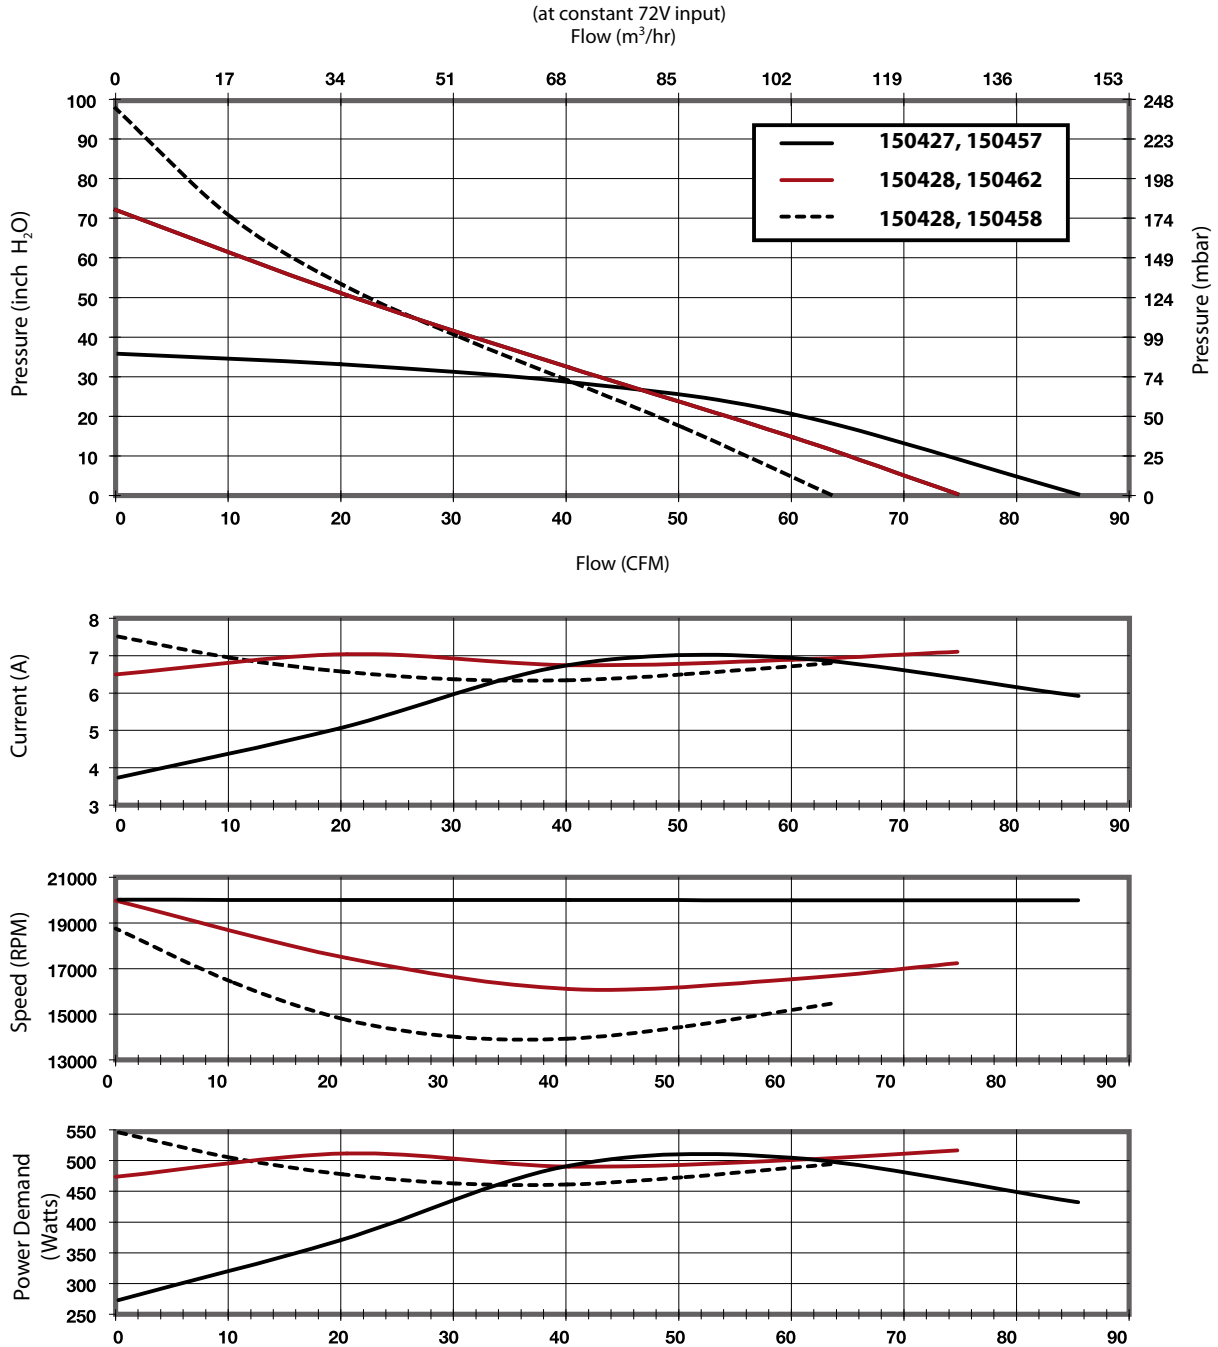 (at constant 72V input)
Flow (m³/hr)
0 17 34 51 68 85 102 119 136 153
100 248
90 223
80 198
70 174
60 149
50 124
40 99
30 74
20 50
10 25
0 0
Pressure (inch H₂O)
Pressure (mbar)
150427, 150457
150428, 150462
150428, 150458
0 10 20 30 40 50 60 70 80 90
Flow (CFM)
Current (A)
8
7
6
5
4
3
0 10 20 30 40 50 60 70 80 90
Speed (RPM)
21000
19000
17000
15000
13000
0 10 20 30 40 50 60 70 80 90
Power Demand
(Watts)
550
500
450
400
350
300
250
0 10 20 30 40 50 60 70 80 90